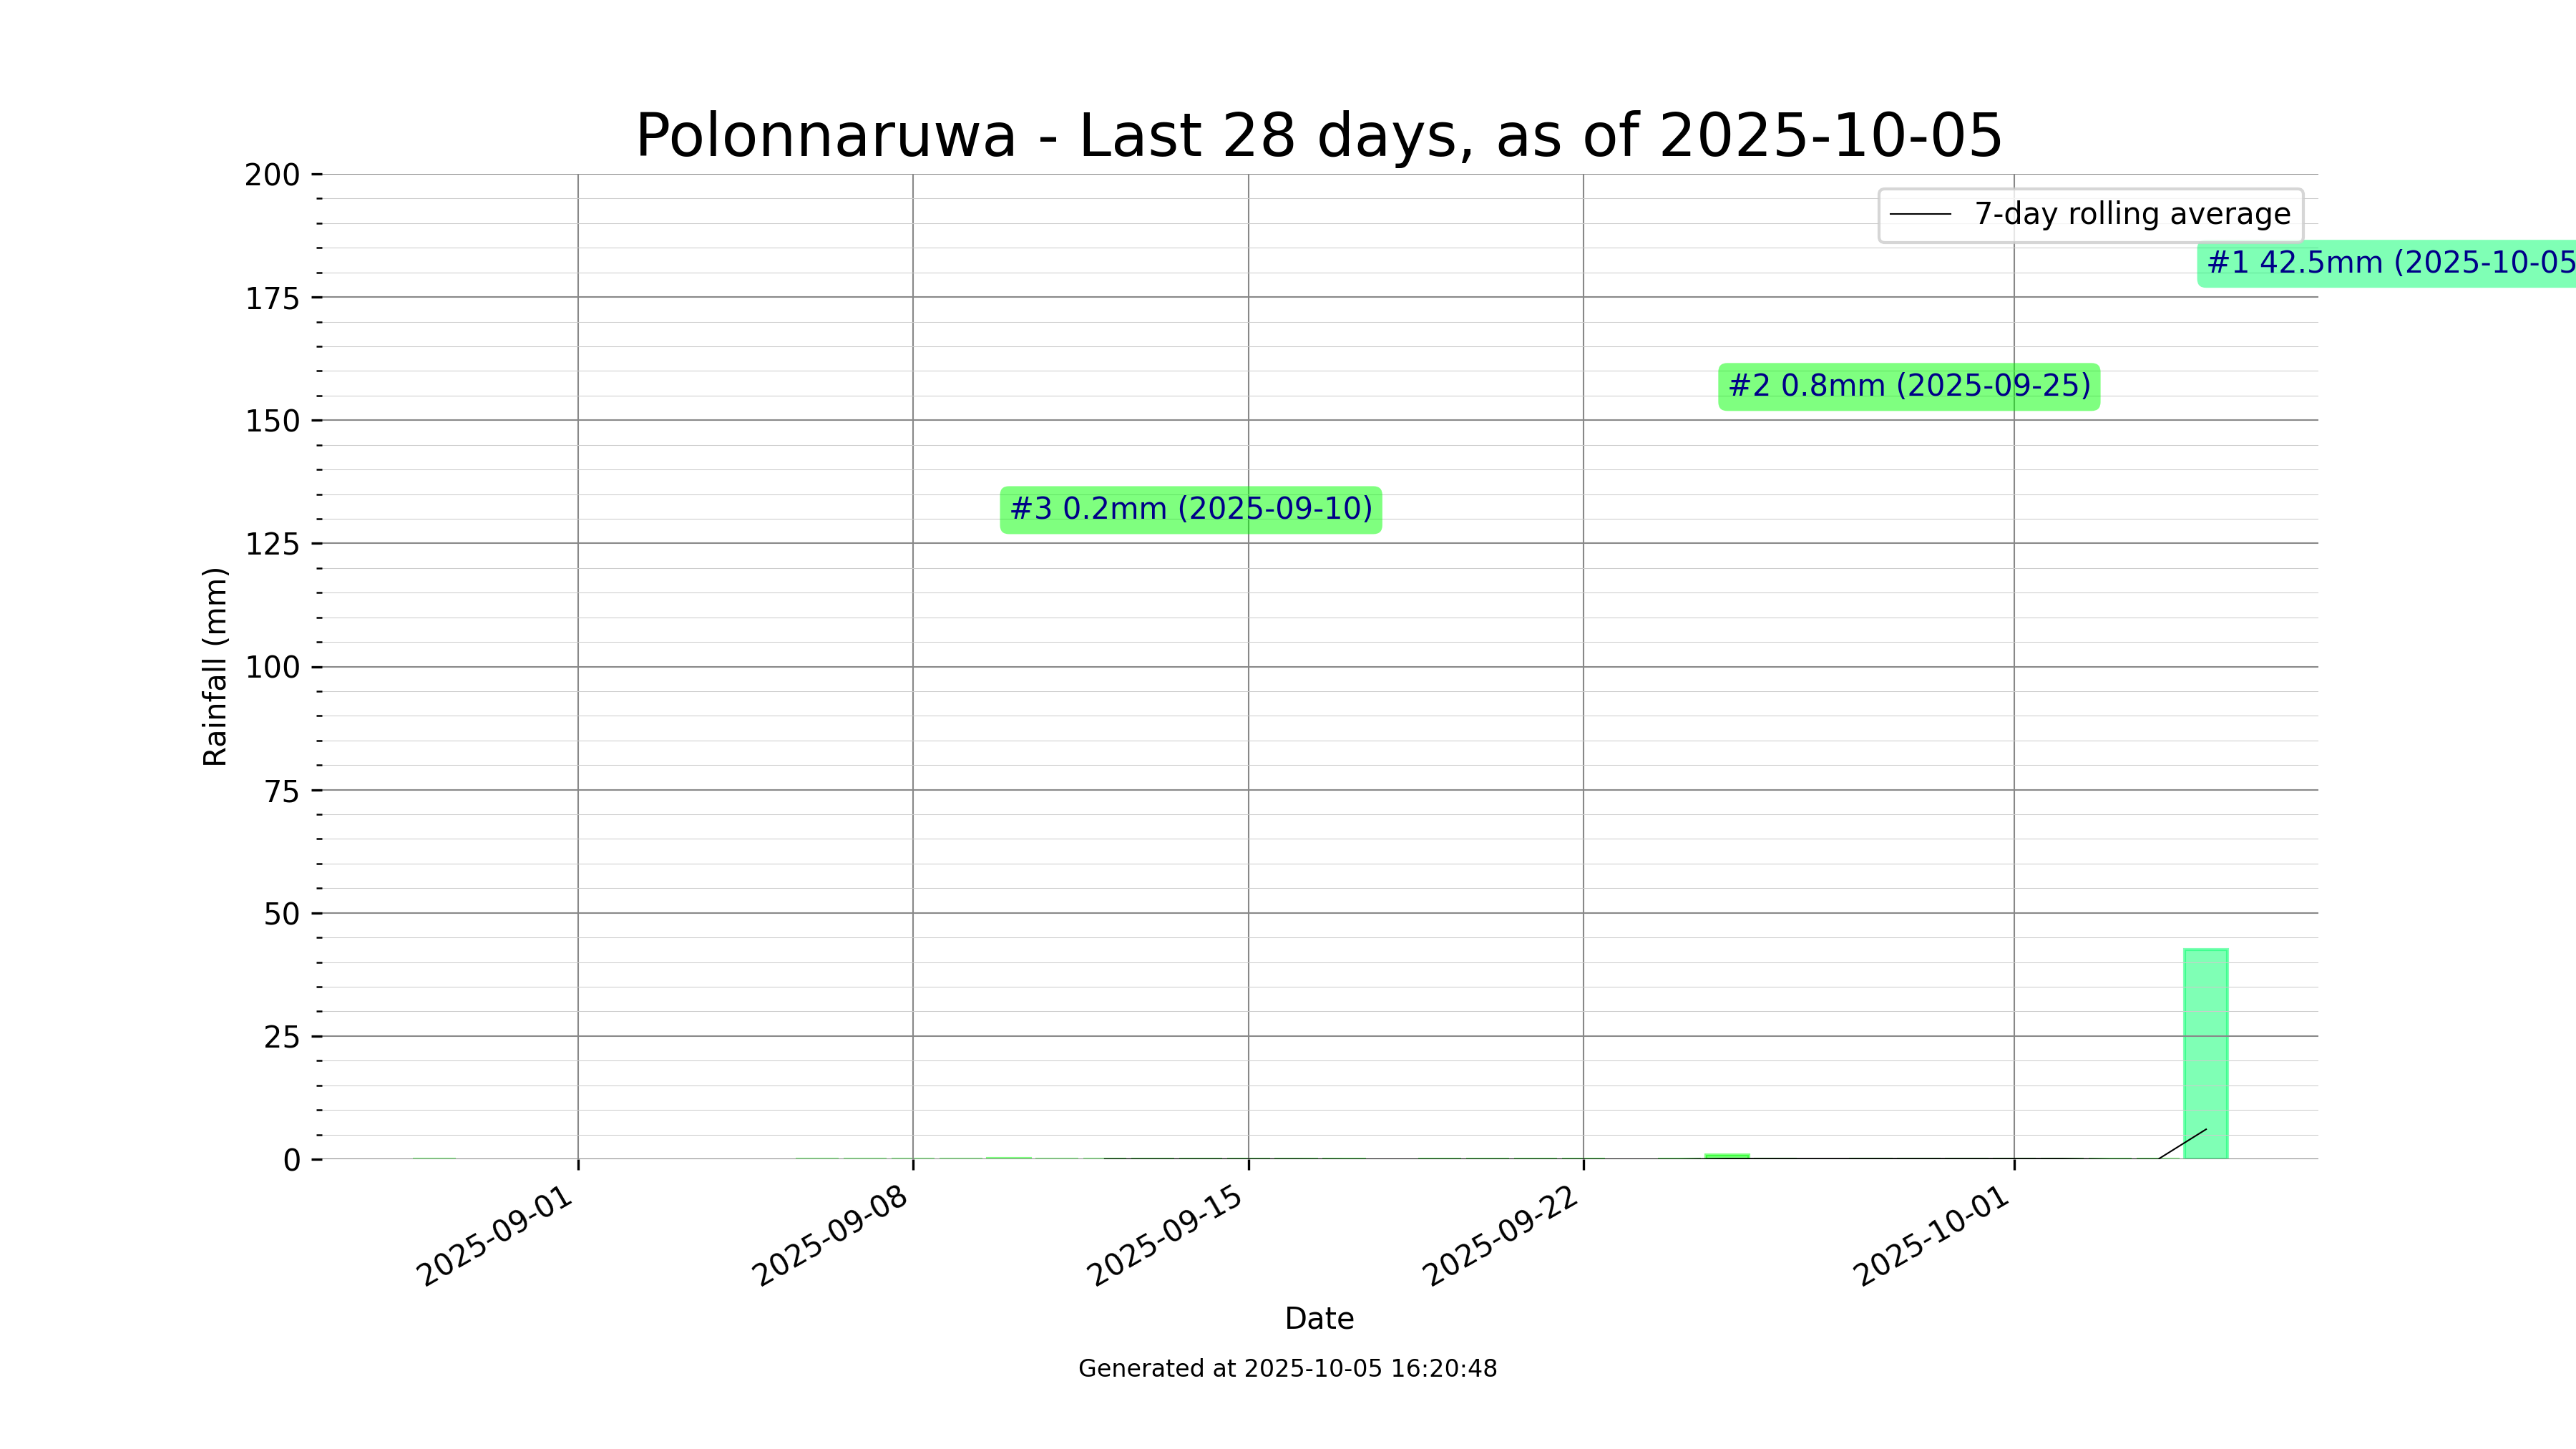 Polonnaruwa - Last 28 days, as of 2025-10-05
200
175
150
125
100
75
50
25
0
Rainfall (mm)
7-day rolling average
#1 42.5mm (2025-10-05
#2 0.8mm (2025-09-25)
#3 0.2mm (2025-09-10)
2025-09-01
2025-09-08
2025-09-15
2025-09-22
2025-10-01
Date
Generated at 2025-10-05 16:20:48